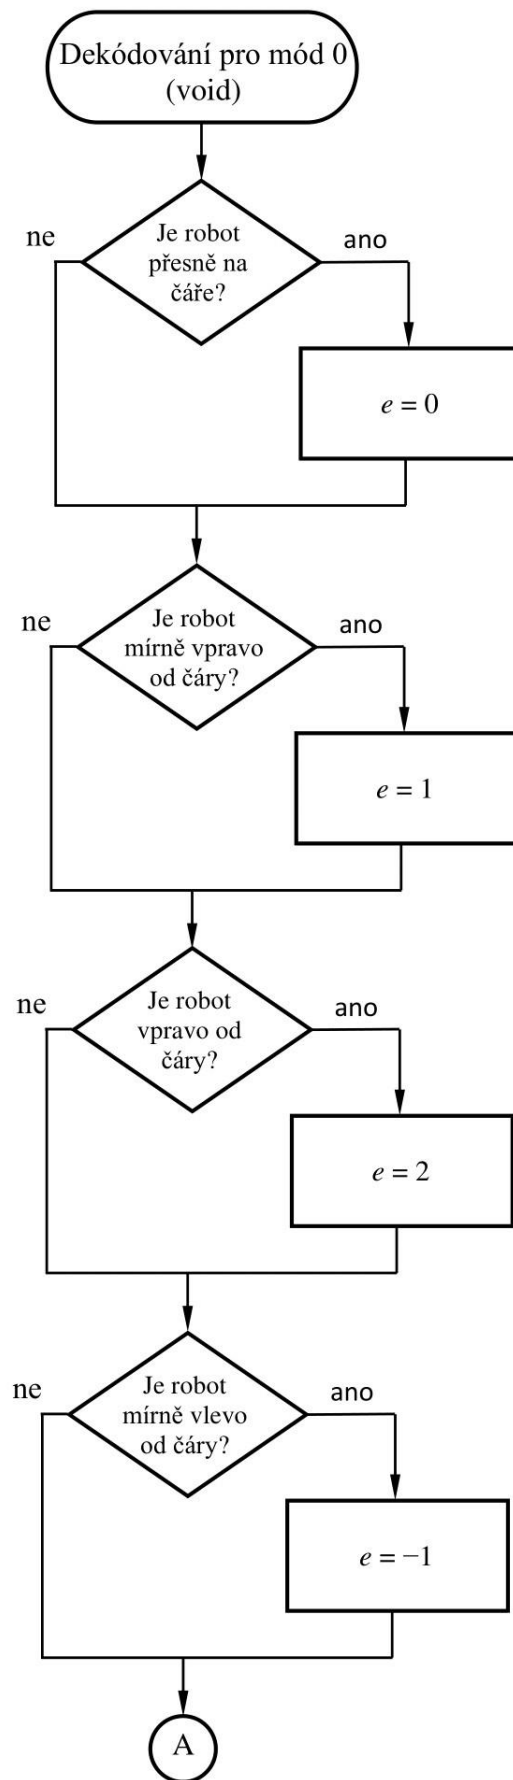 Dekódování pro mód 0
(void)
ne
Je robot
přesně na
čáře?
ano
e = 0
ne
Je robot
mírně vpravo
od čáry?
ano
e = 1
ne
Je robot
vpravo od
čáry?
ano
e = 2
ne
Je robot
mírně vlevo
od čáry?
ano
e = −1
A